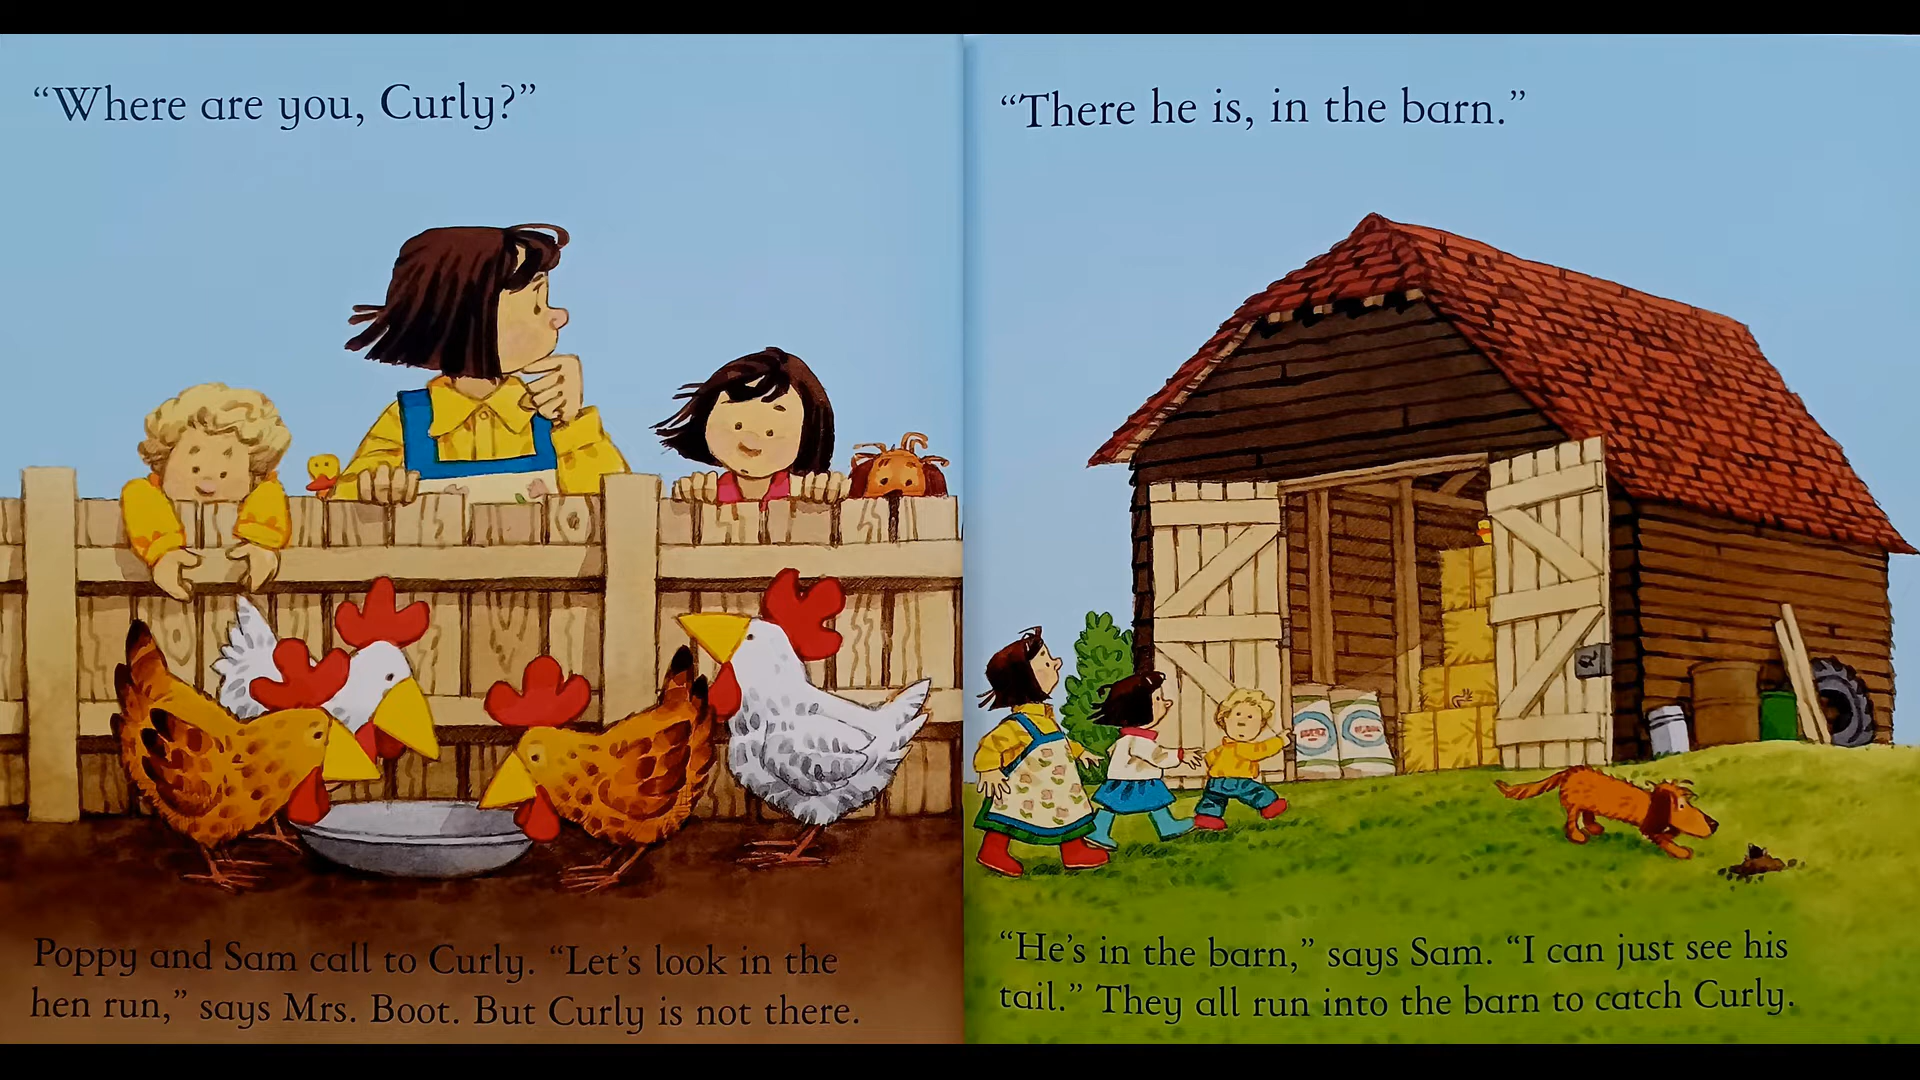 “Where are you, Curly?”
Poppy and Sam call to Curly. “Let’s look in the
hen run,” says Mrs. Boot. But Curly is not there.
“There he is, in the barn.”
“He’s in the barn,” says Sam. “I can just see his
tail.” They all run into the barn to catch Curly.